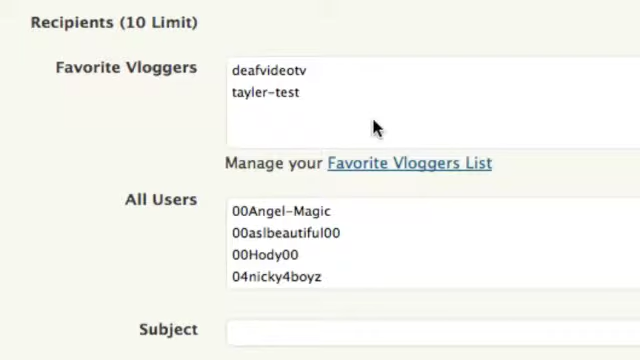 Recipients (10 Limit)
Favorite Vloggers
deafvideotv
tayler-test
Manage your Favorite Vloggers List
All Users
00Angel-Magic
00aslbeautiful00
00Hody00
04nicky4boyz
Subject